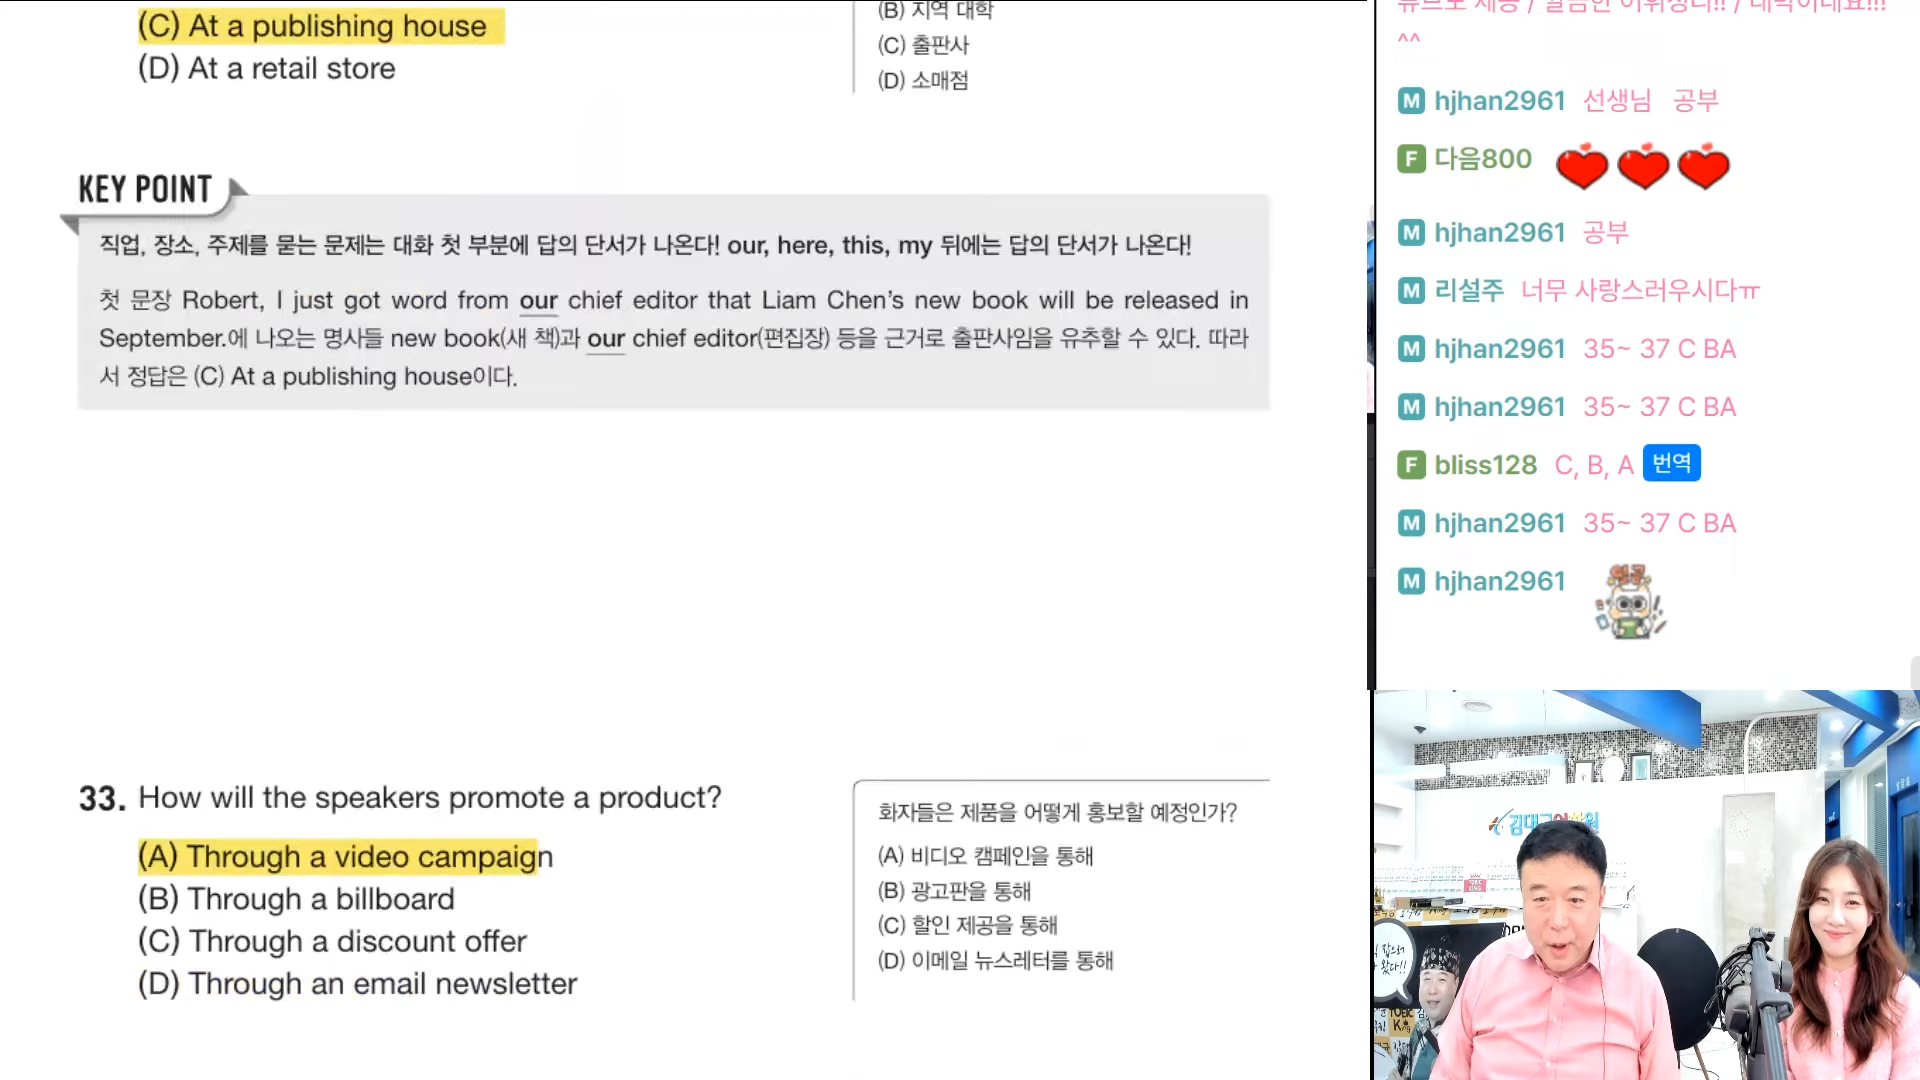 (C) At a publishing house
(D) At a retail store
(B) 지역 대학
(C) 출판사
(D) 소매점
KEY POINT
직업, 장소, 주제를 묻는 문제는 대화 첫 부분에 답의 단서가 나온다! our, here, this, my 뒤에는 답의 단서가 나온다!
첫 문장 Robert, I just got word from our chief editor that Liam Chen's new book will be released in
September.에 나오는 명사들 new book(새 책)과 our chief editor(편집장) 등을 근거로 출판사임을 유추할 수 있다. 따라
서 정답은 (C) At a publishing house이다.
33. How will the speakers promote a product?
(A) Through a video campaign
(B) Through a billboard
(C) Through a discount offer
(D) Through an email newsletter
화자들은 제품을 어떻게 홍보할 예정인가?
(A) 비디오 캠페인을 통해
(B) 광고판을 통해
(C) 할인 제공을 통해
(D) 이메일 뉴스레터를 통해
^^
M hjhan2961 선생님 공부
F 다음800
M hjhan2961 공부
M 리설주 너무 사랑스러우시다ㅠ
M hjhan2961 35~ 37 C BA
M hjhan2961 35~ 37 C BA
F bliss128 C, B, A 번역
M hjhan2961 35~ 37 C BA
M hjhan2961
열공